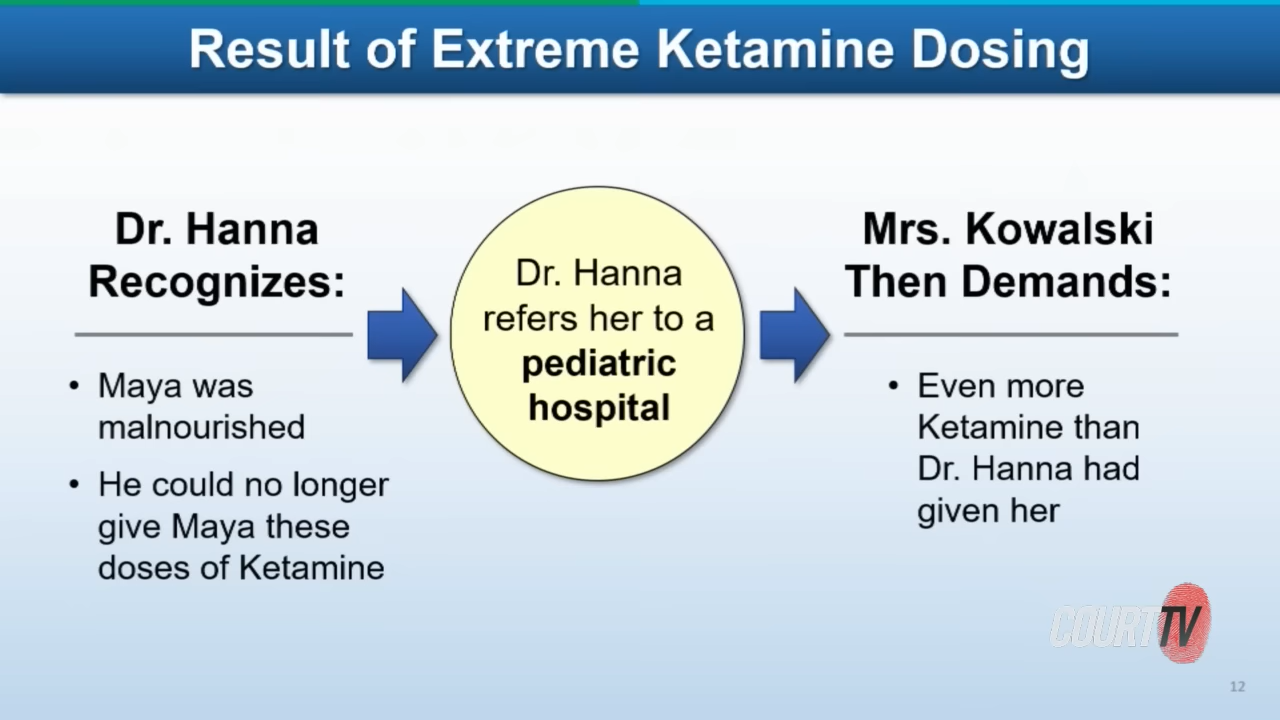 Result of Extreme Ketamine Dosing
Dr. Hanna
Recognizes:
• Maya was
malnourished
• He could no longer
give Maya these
doses of Ketamine
Dr. Hanna
refers her to a
pediatric
hospital
Mrs. Kowalski
Then Demands:
• Even more
Ketamine than
Dr. Hanna had
given her
COURT TV
12